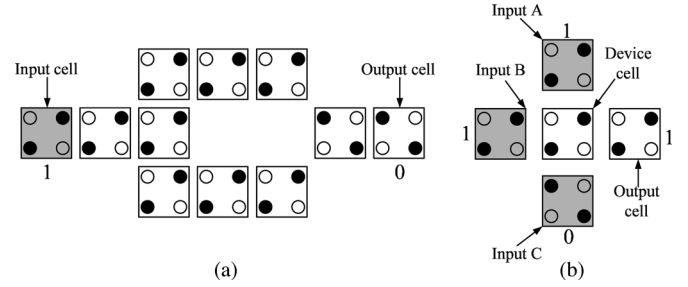 Input cell
1
Output cell
0
(a)
Input A
1
Input B
1
Device
cell
1
Output
cell
Input C
0
(b)